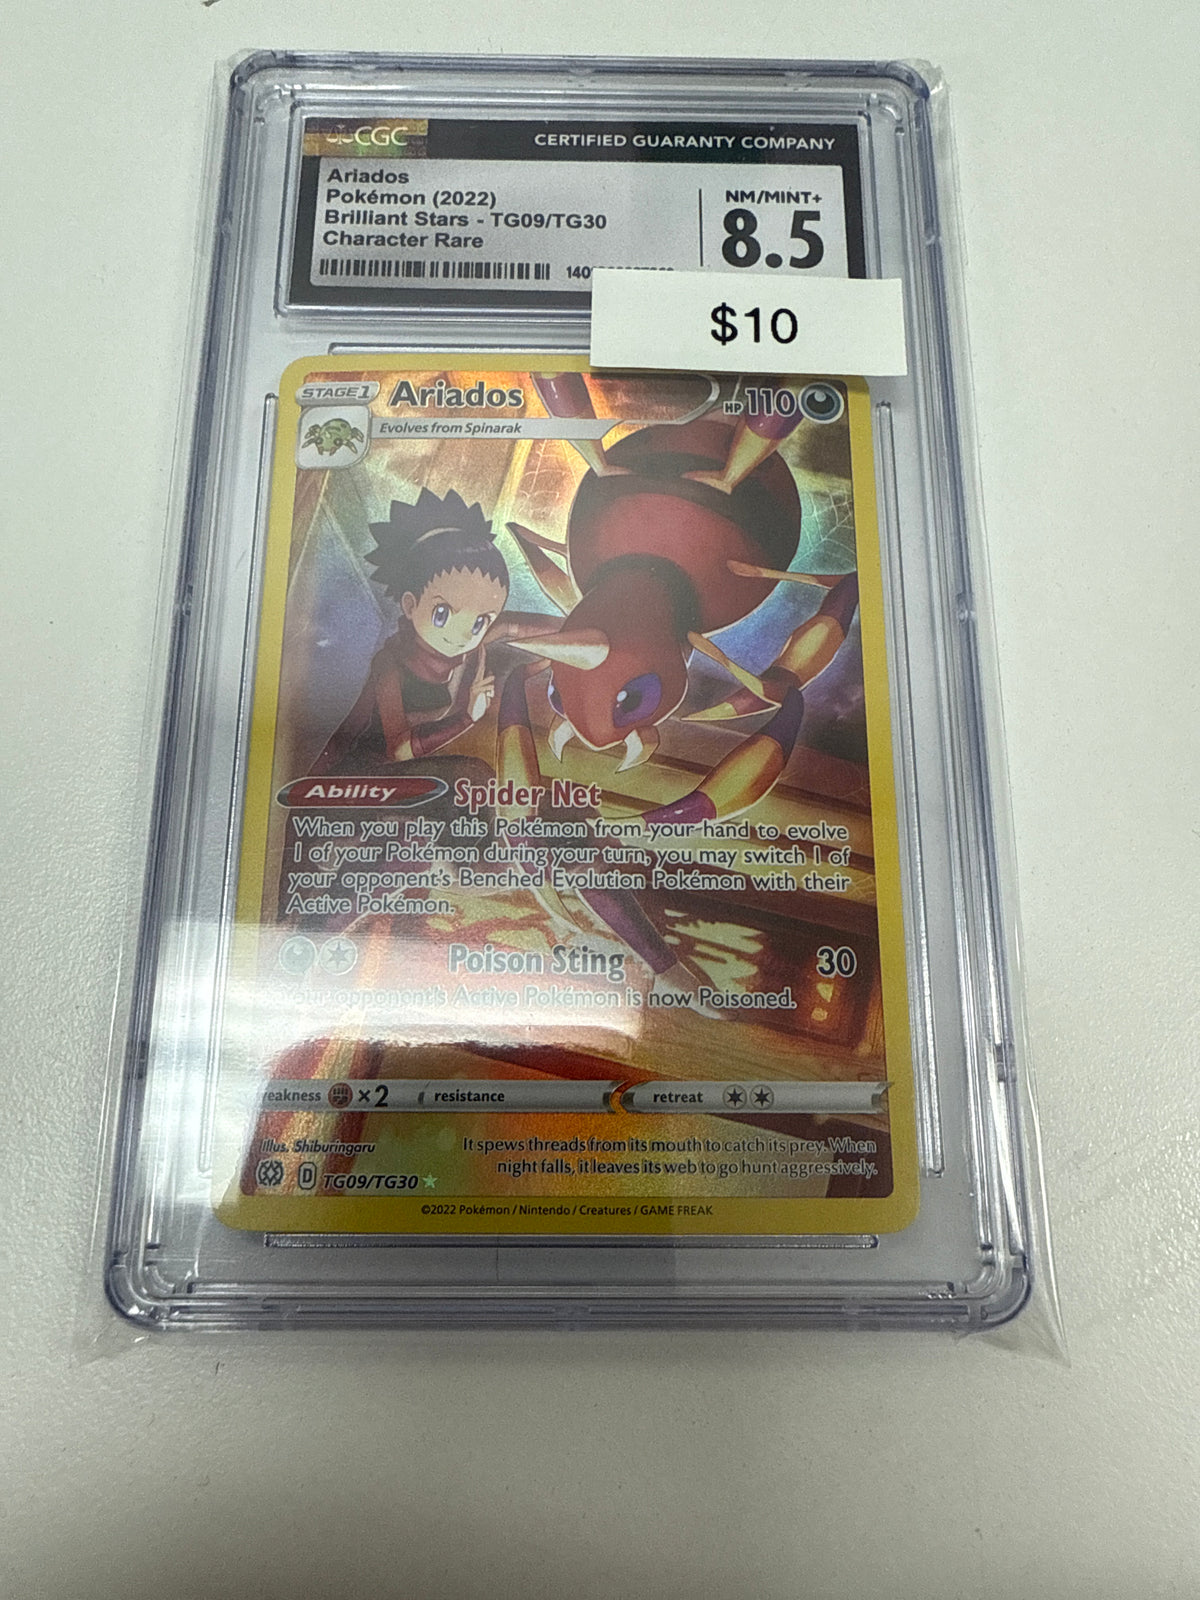 CGC
CERTIFIED GUARANTY COMPANY
Ariados
Pokémon (2022)
Brilliant Stars - TG09/TG30
Character Rare
NM/MINT+
8.5
$10
STAGE 1
Ariados
HP 110
Evolves from Spinarak
Ability
Spider Net
When you play this Pokémon from your hand to evolve
1 of your Pokémon during your turn, you may switch 1 of
your opponent's Benched Evolution Pokémon with their
Active Pokémon.
Poison Sting
30
Your opponent's Active Pokémon is now Poisoned.
weakness ×2
resistance
retreat
Illus. Shiburingaru
It spews threads from its mouth to catch its prey. When
night falls, it leaves its web to go hunt aggressively.
D TG09/TG30
©2022 Pokémon / Nintendo / Creatures / GAME FREAK